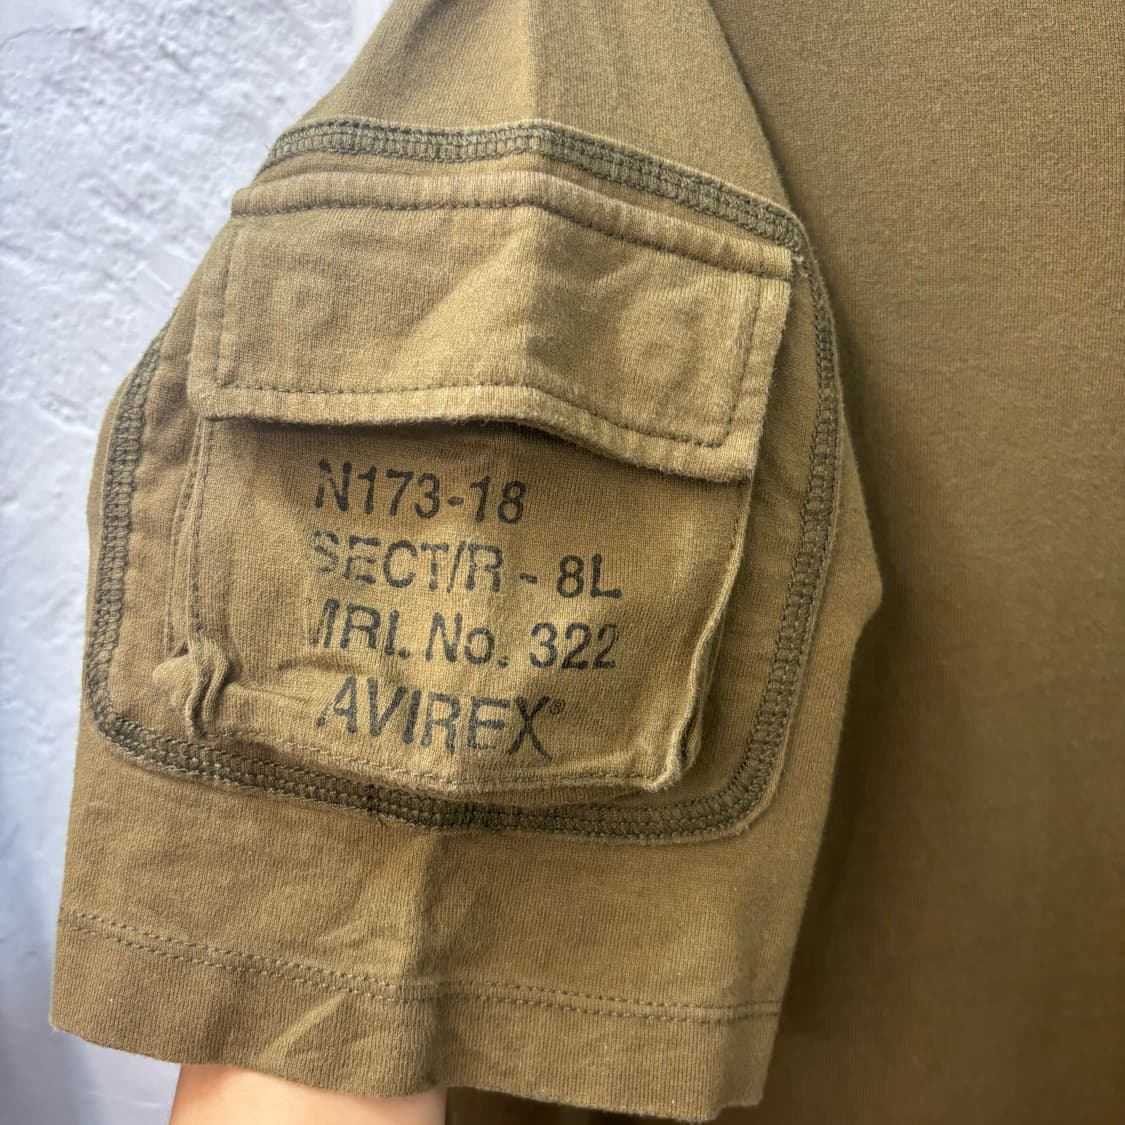 N173-18
SECT/R - 8L
MRL No. 322
AVIREX®